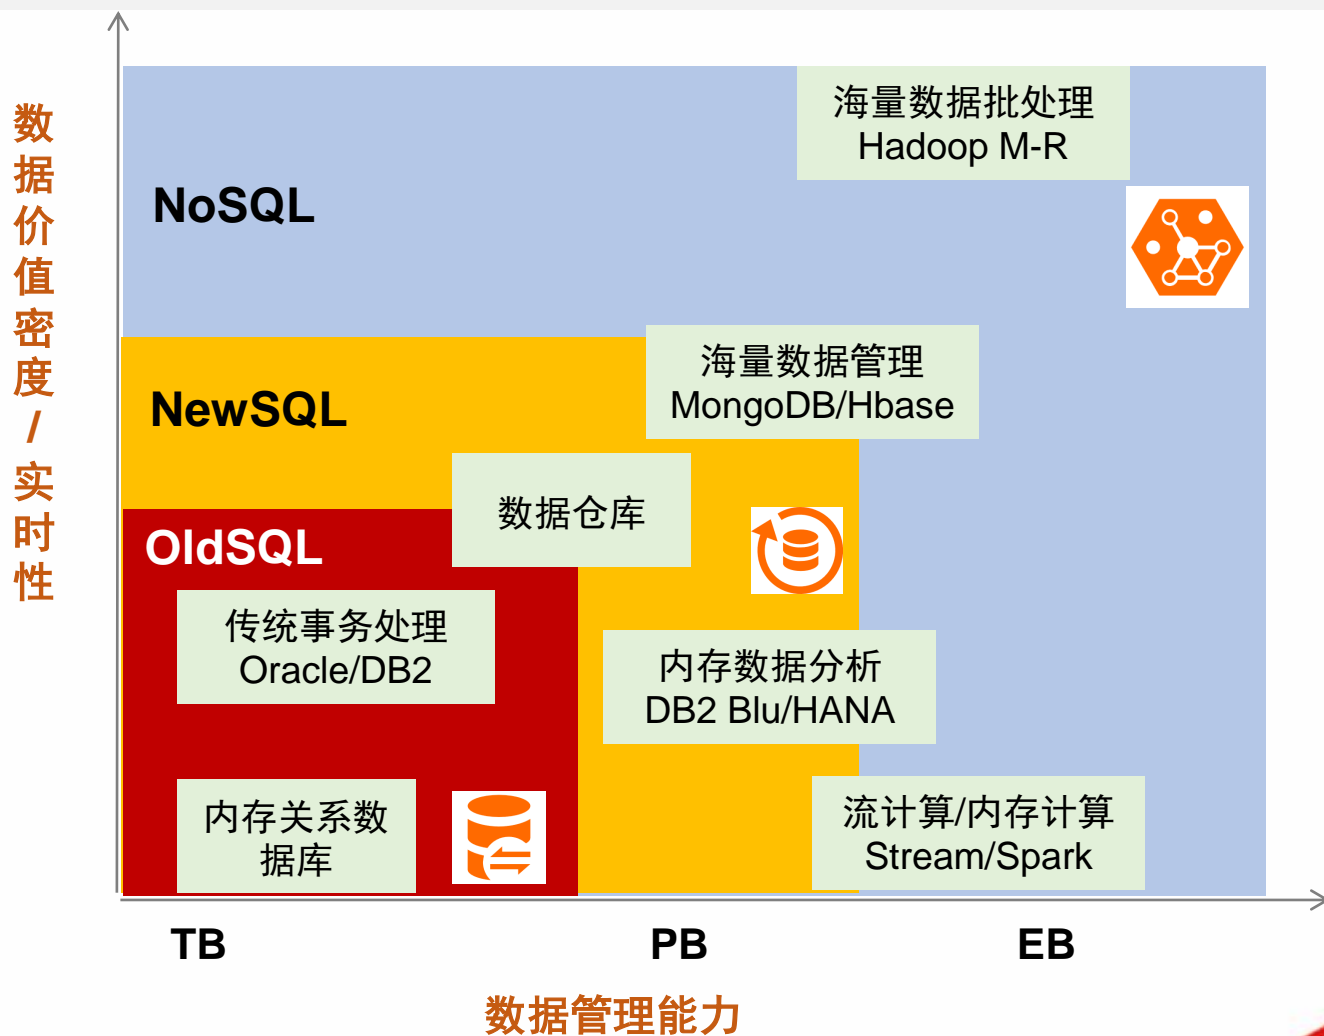 数据价值密度/实时性
海量数据批处理
Hadoop M-R
NoSQL
海量数据管理
MongoDB/Hbase
NewSQL
数据仓库
OldSQL
传统事务处理
Oracle/DB2
内存数据分析
DB2 Blu/HANA
内存关系数
据库
流计算/内存计算
Stream/Spark
TB
PB
EB
数据管理能力